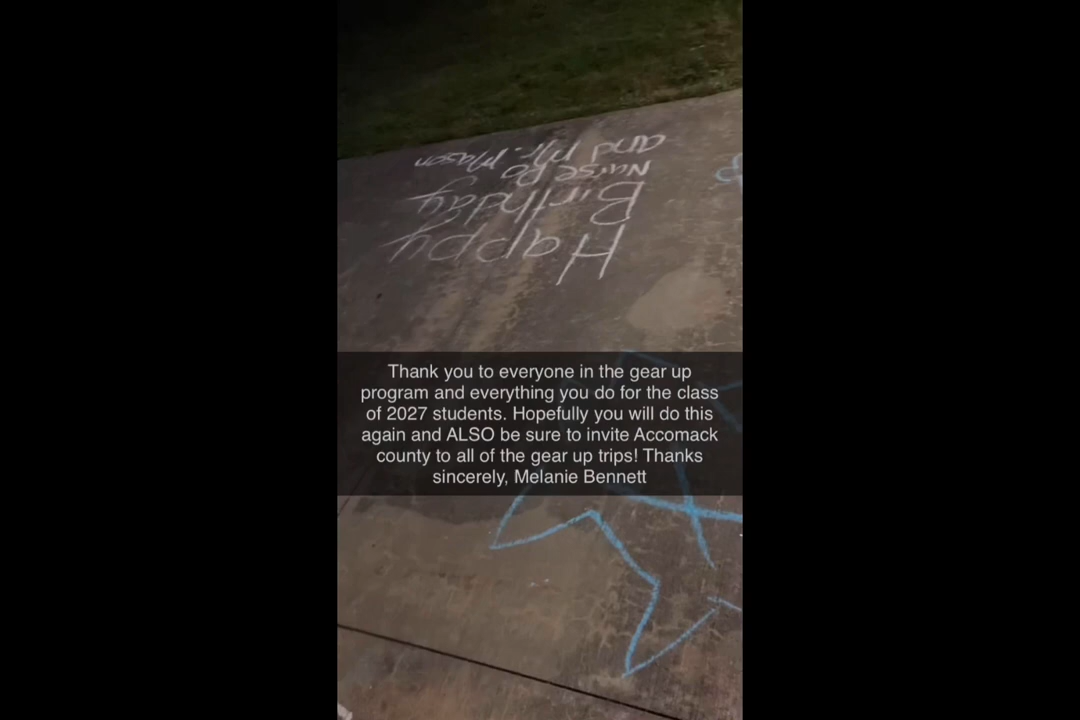 Happy
Birthday
Nurse Po
and Mr. Mason
Thank you to everyone in the gear up
program and everything you do for the class
of 2027 students. Hopefully you will do this
again and ALSO be sure to invite Accomack
county to all of the gear up trips! Thanks
sincerely, Melanie Bennett